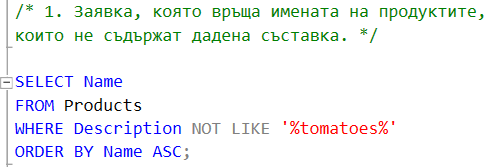 /* 1. Заявка, която връща имената на продуктите,
които не съдържат дадена съставка. */
SELECT Name
FROM Products
WHERE Description NOT LIKE '%tomatoes%'
ORDER BY Name ASC;